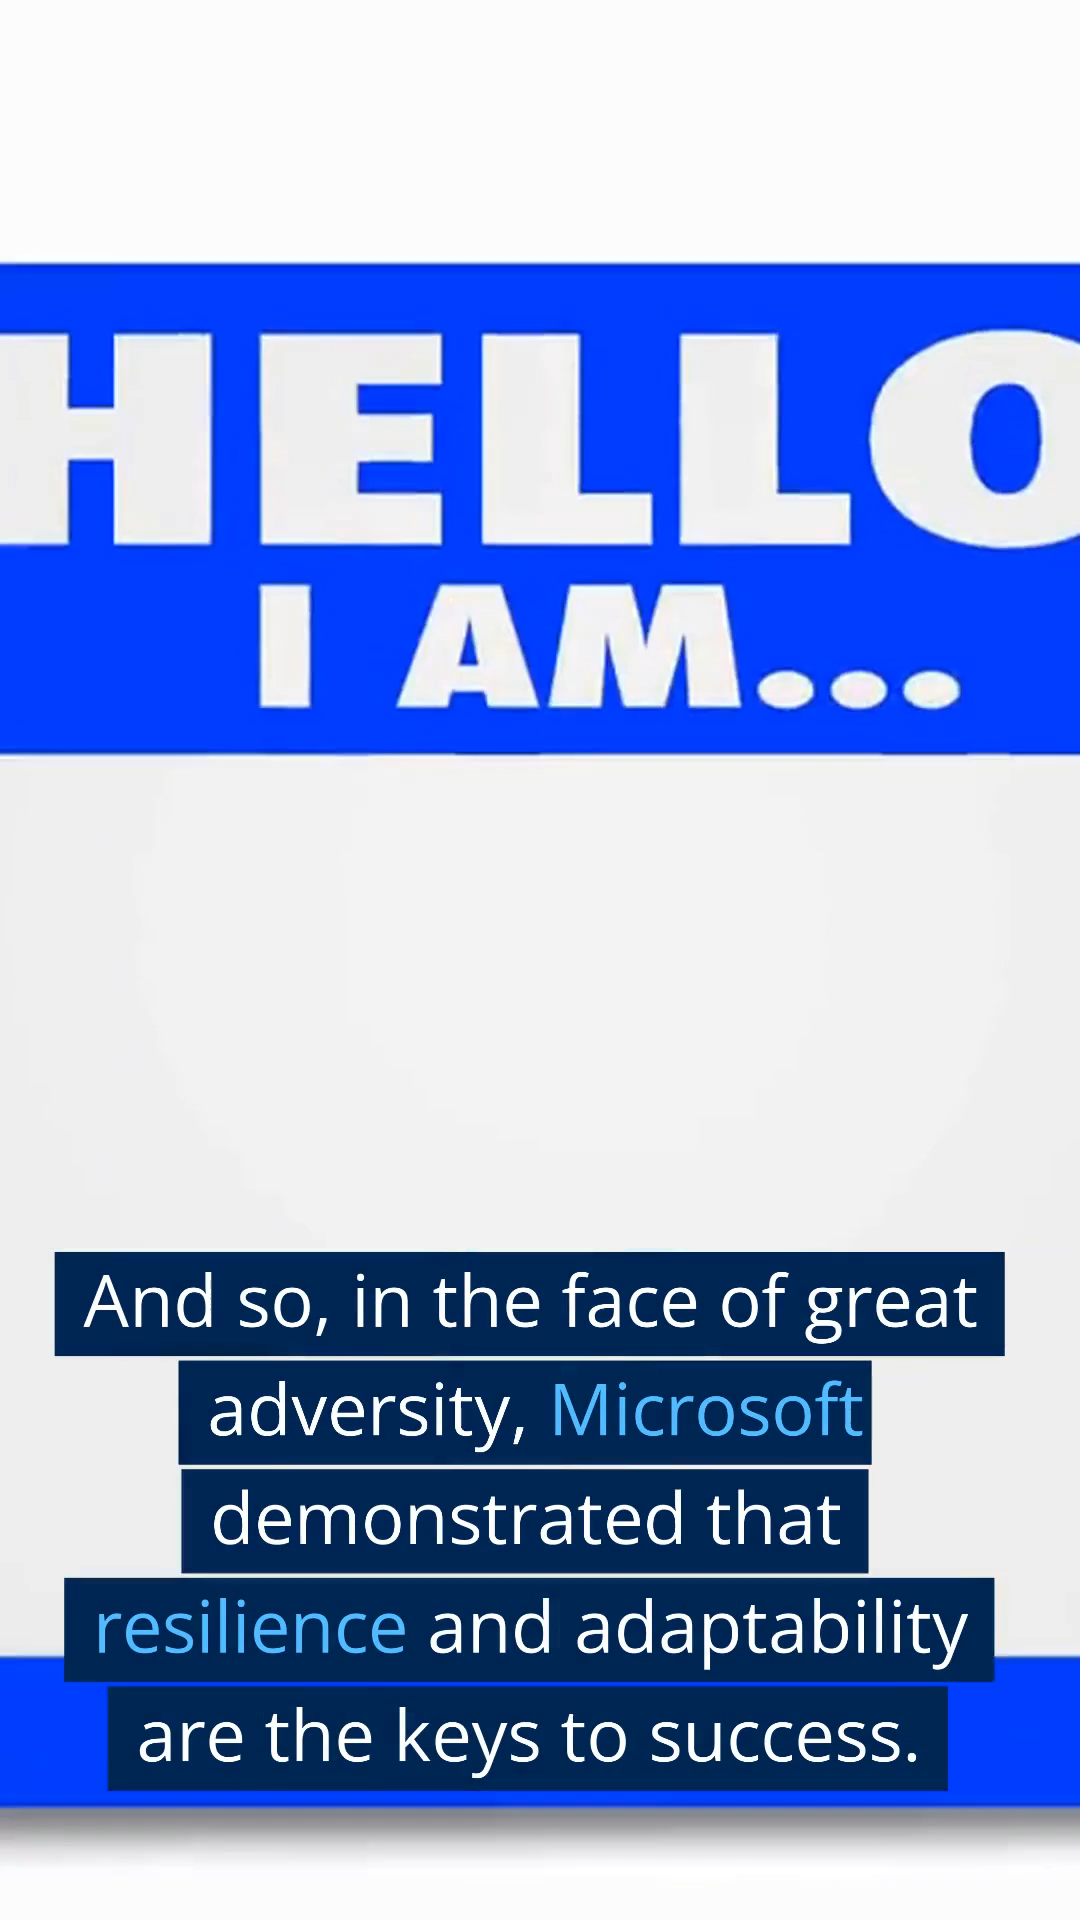 HELLO
I AM...
And so, in the face of great
adversity, Microsoft
demonstrated that
resilience and adaptability
are the keys to success.